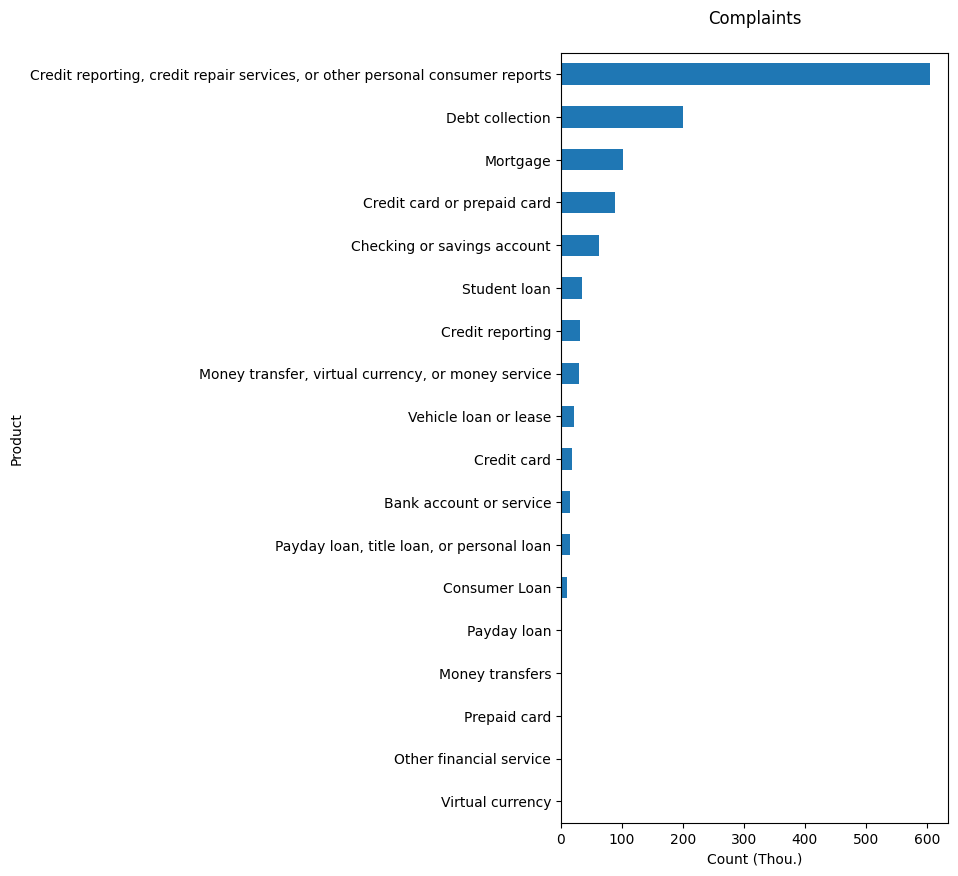 Complaints
Credit reporting, credit repair services, or other personal consumer reports
Debt collection
Mortgage
Credit card or prepaid card
Checking or savings account
Student loan
Credit reporting
Money transfer, virtual currency, or money service
Vehicle loan or lease
Credit card
Bank account or service
Payday loan, title loan, or personal loan
Consumer Loan
Payday loan
Money transfers
Prepaid card
Other financial service
Virtual currency
Product
0 100 200 300 400 500 600
Count (Thou.)